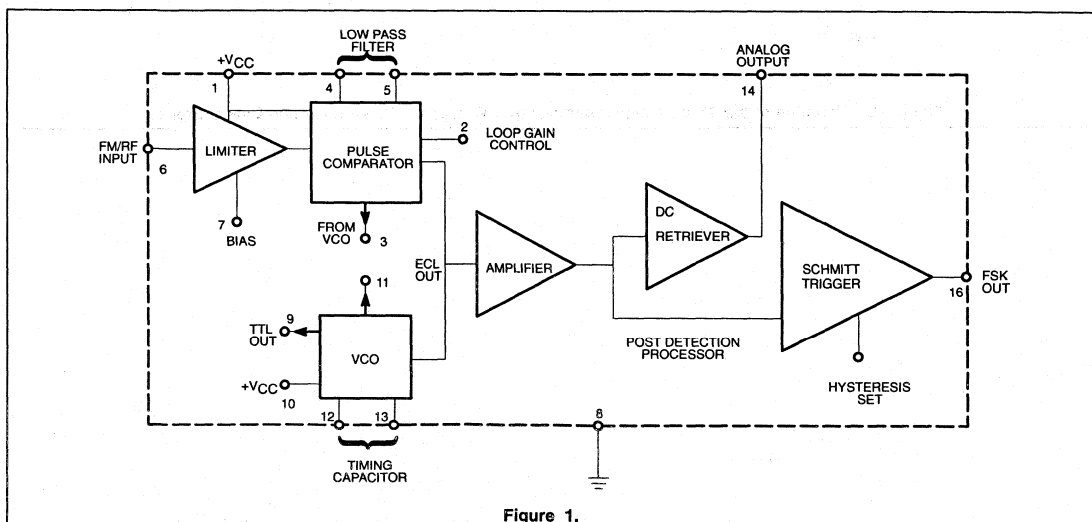 LOW PASS
FILTER
+VCC
ANALOG
OUTPUT
1
4
5
14
FM/RF
INPUT
6
LIMITER
PULSE
COMPARATOR
2
LOOP GAIN
CONTROL
7
BIAS
FROM
VCO
3
ECL
OUT
11
AMPLIFIER
DC
RETRIEVER
SCHMITT
TRIGGER
16
FSK
OUT
9
TTL
OUT
VCO
POST DETECTION
PROCESSOR
+VCC
10
HYSTERESIS
SET
12
13
8
TIMING
CAPACITOR
Figure 1.